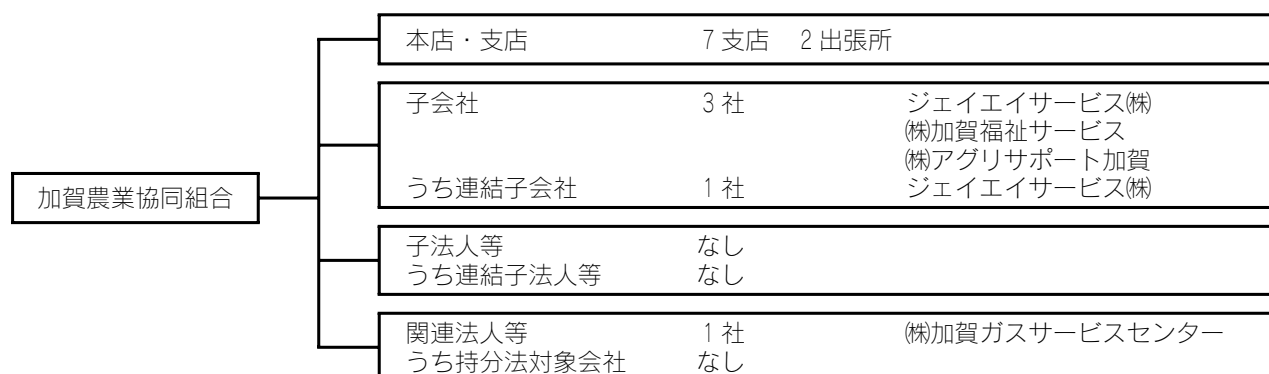 本店・支店 7支店 2出張所
子会社 3社 ジェイエイサービス㈱
㈱加賀福祉サービス
㈱アグリサポート加賀
うち連結子会社 1社 ジェイエイサービス㈱
加賀農業協同組合
子法人等 なし
うち連結子法人等 なし
関連法人等 1社 ㈱加賀ガスサービスセンター
うち持分法対象会社 なし